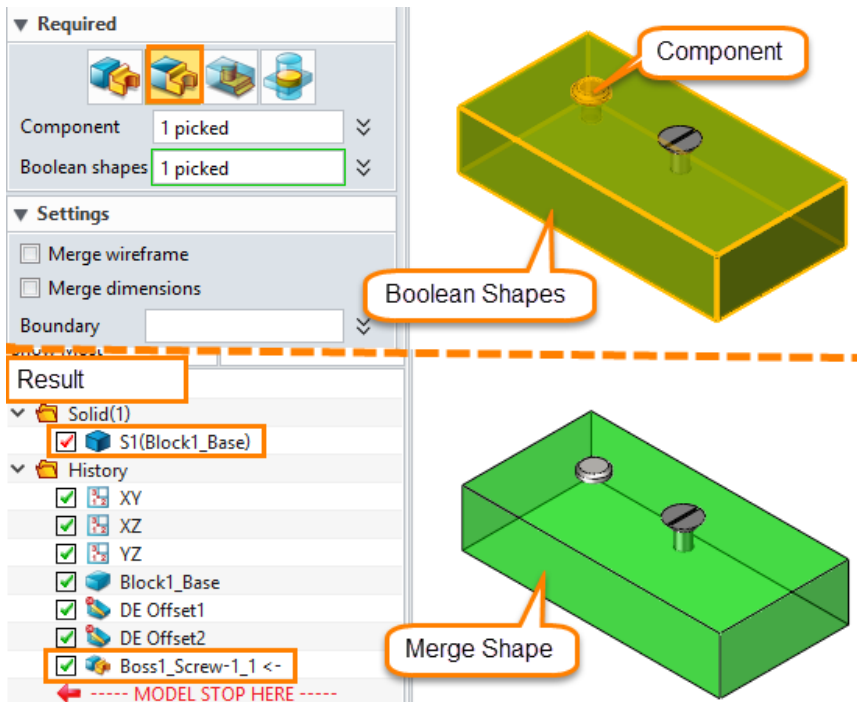 Required
Component 1 picked
Boolean shapes 1 picked
Settings
Merge wireframe
Merge dimensions
Boundary
Component
Boolean Shapes
Result
Solid(1)
S1(Block1_Base)
History
XY
XZ
YZ
Block1_Base
DE Offset1
DE Offset2
Boss1_Screw-1_1 <-
----- MODEL STOP HERE -----
Merge Shape